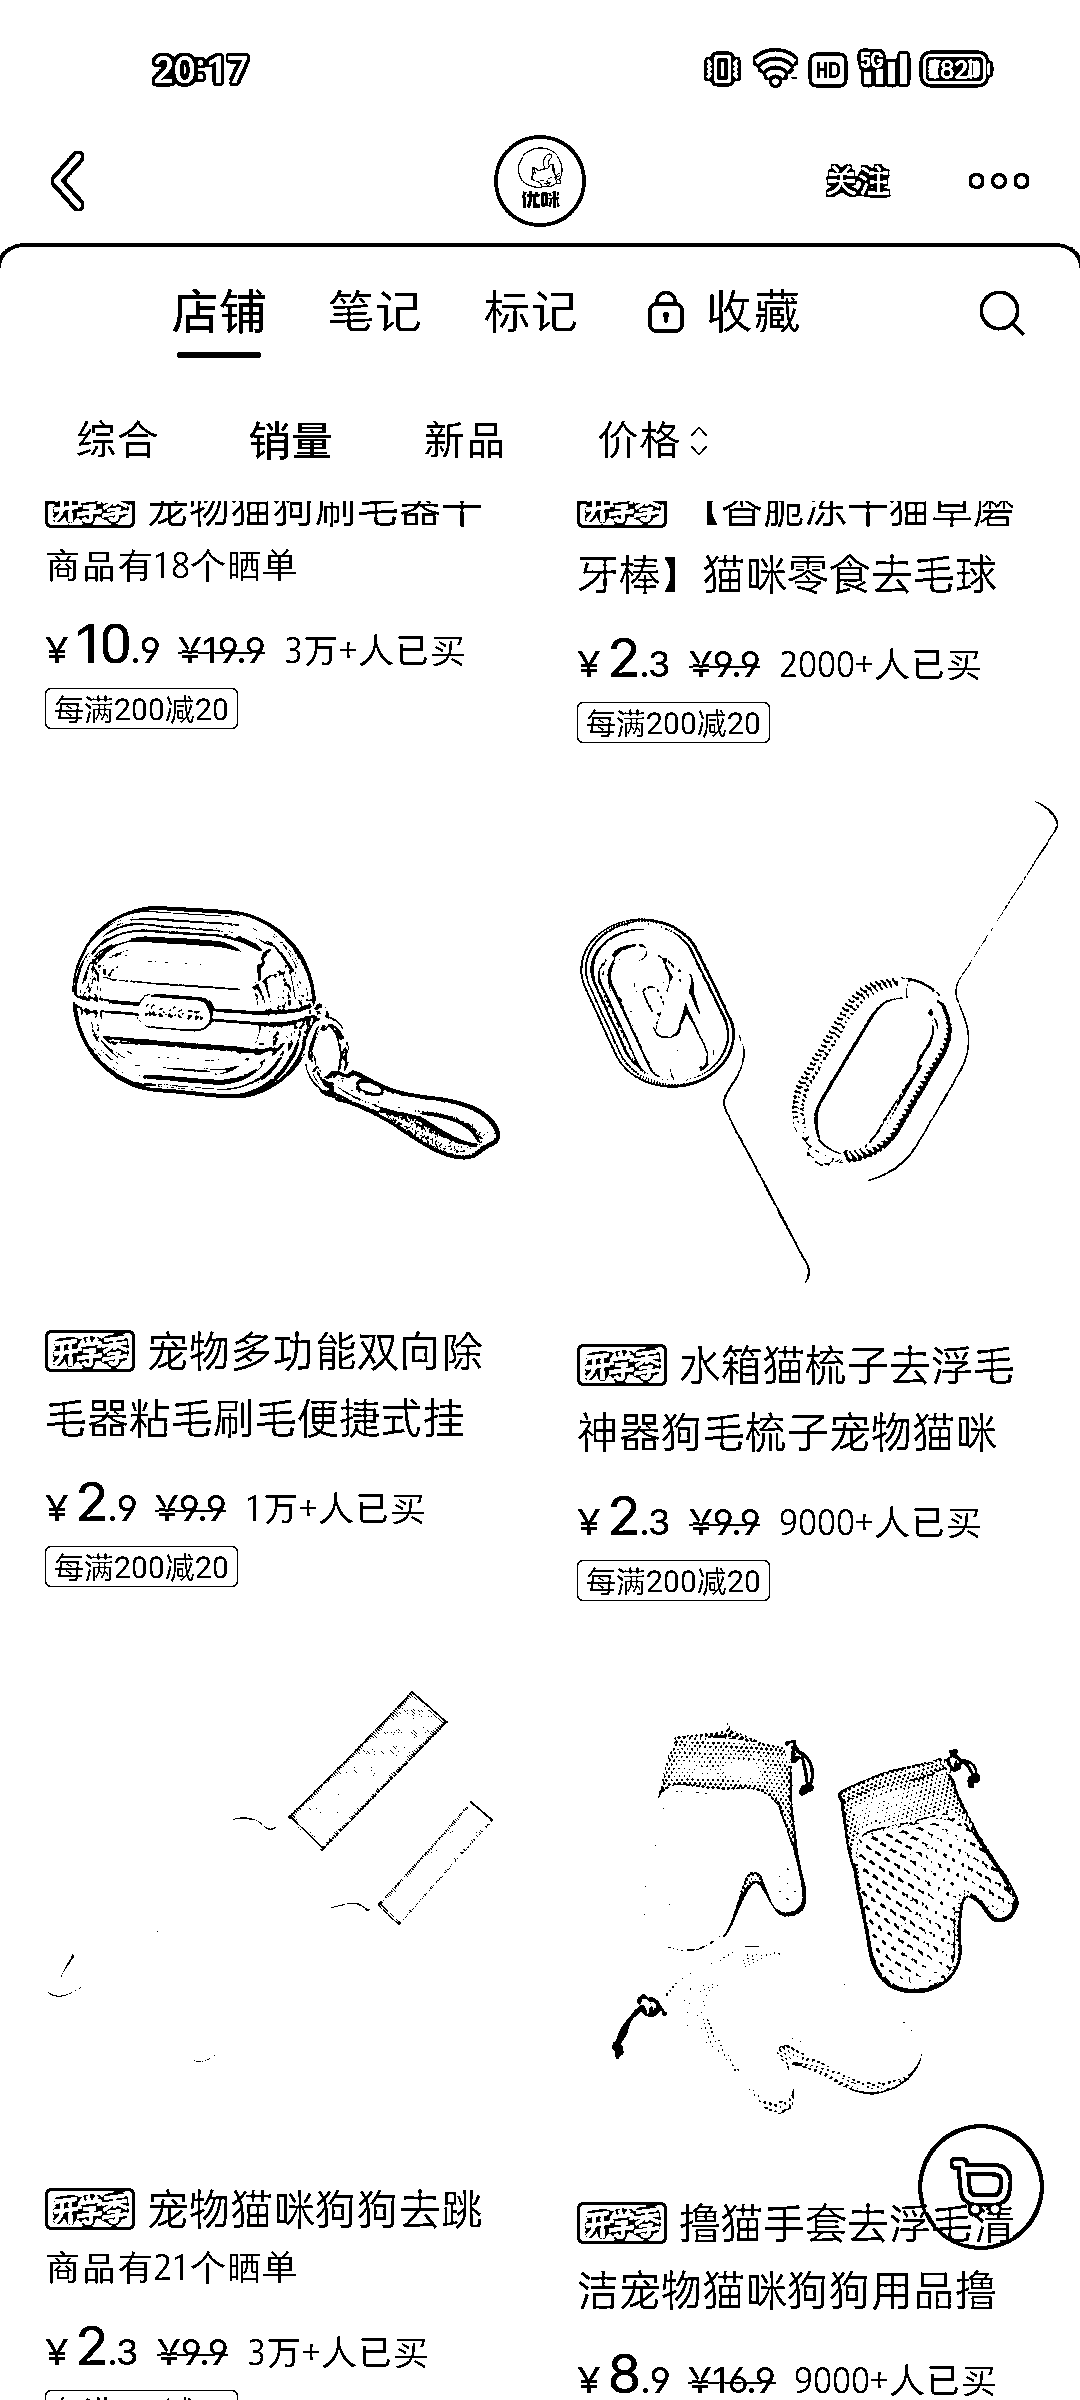 20:17
HD 5G 82
优咪
关注
店铺 笔记 标记 收藏
综合 销量 新品 价格
开学季 宠物猫狗刷毛器干
商品有18个晒单
¥10.9 ¥19.9 3万+人已买
每满200减20
开学季 【香脆冻干猫草磨
牙棒】猫咪零食去毛球
¥2.3 ¥9.9 2000+人已买
每满200减20
开学季 宠物多功能双向除
毛器粘毛刷毛便捷式挂
¥2.9 ¥9.9 1万+人已买
每满200减20
开学季 水箱猫梳子去浮毛
神器狗毛梳子宠物猫咪
¥2.3 ¥9.9 9000+人已买
每满200减20
开学季 宠物猫咪狗狗去跳
商品有21个晒单
¥2.3 ¥9.9 3万+人已买
开学季 撸猫手套去浮毛清
洁宠物猫咪狗狗用品撸
¥8.9 ¥16.9 9000+人已买